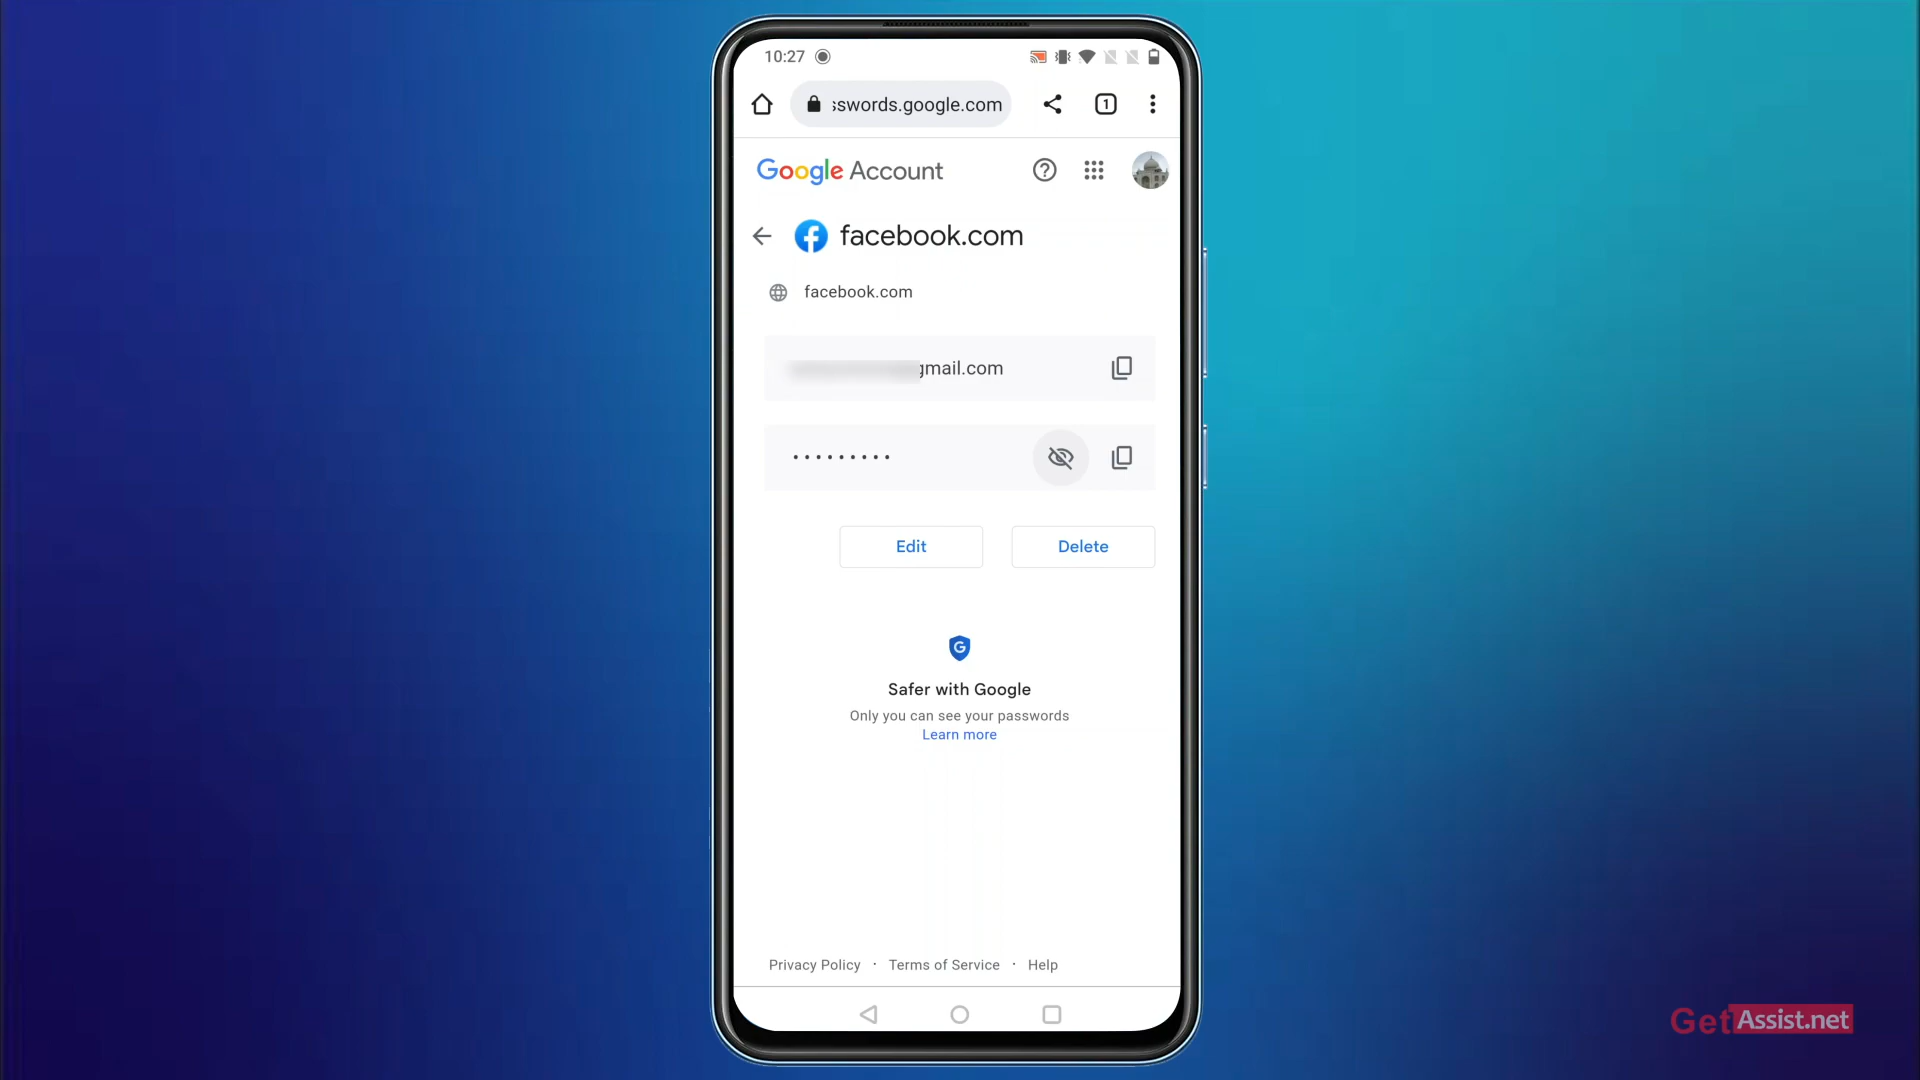 10:27
swords.google.com
1
Google Account
facebook.com
facebook.com
gmail.com
•••••••••
Edit
Delete
G
Safer with Google
Only you can see your passwords
Learn more
Privacy Policy · Terms of Service · Help
GetAssist.net